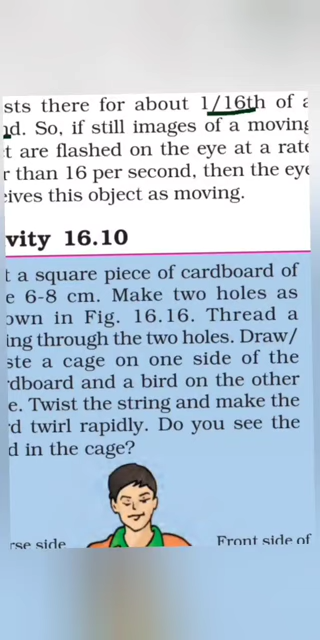 sts there for about 1/16th of a
nd. So, if still images of a moving
t are flashed on the eye at a rate
r than 16 per second, then the eye
eives this object as moving.
vity 16.10
t a square piece of cardboard of
e 6-8 cm. Make two holes as
own in Fig. 16.16. Thread a
ing through the two holes. Draw/
ste a cage on one side of the
rdboard and a bird on the other
e. Twist the string and make the
rd twirl rapidly. Do you see the
d in the cage?
rse side
Front side of